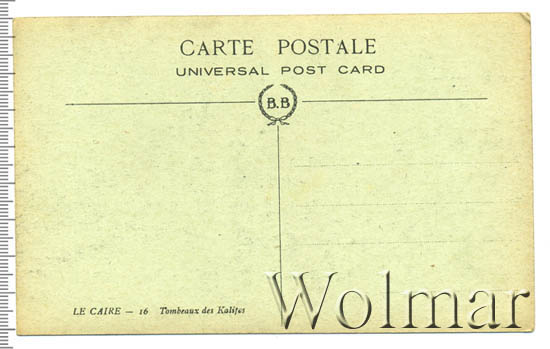 CARTE POSTALE
UNIVERSAL POST CARD
B.B
LE CAIRE — 16 Tombeaux des Kalifes
Wolmar